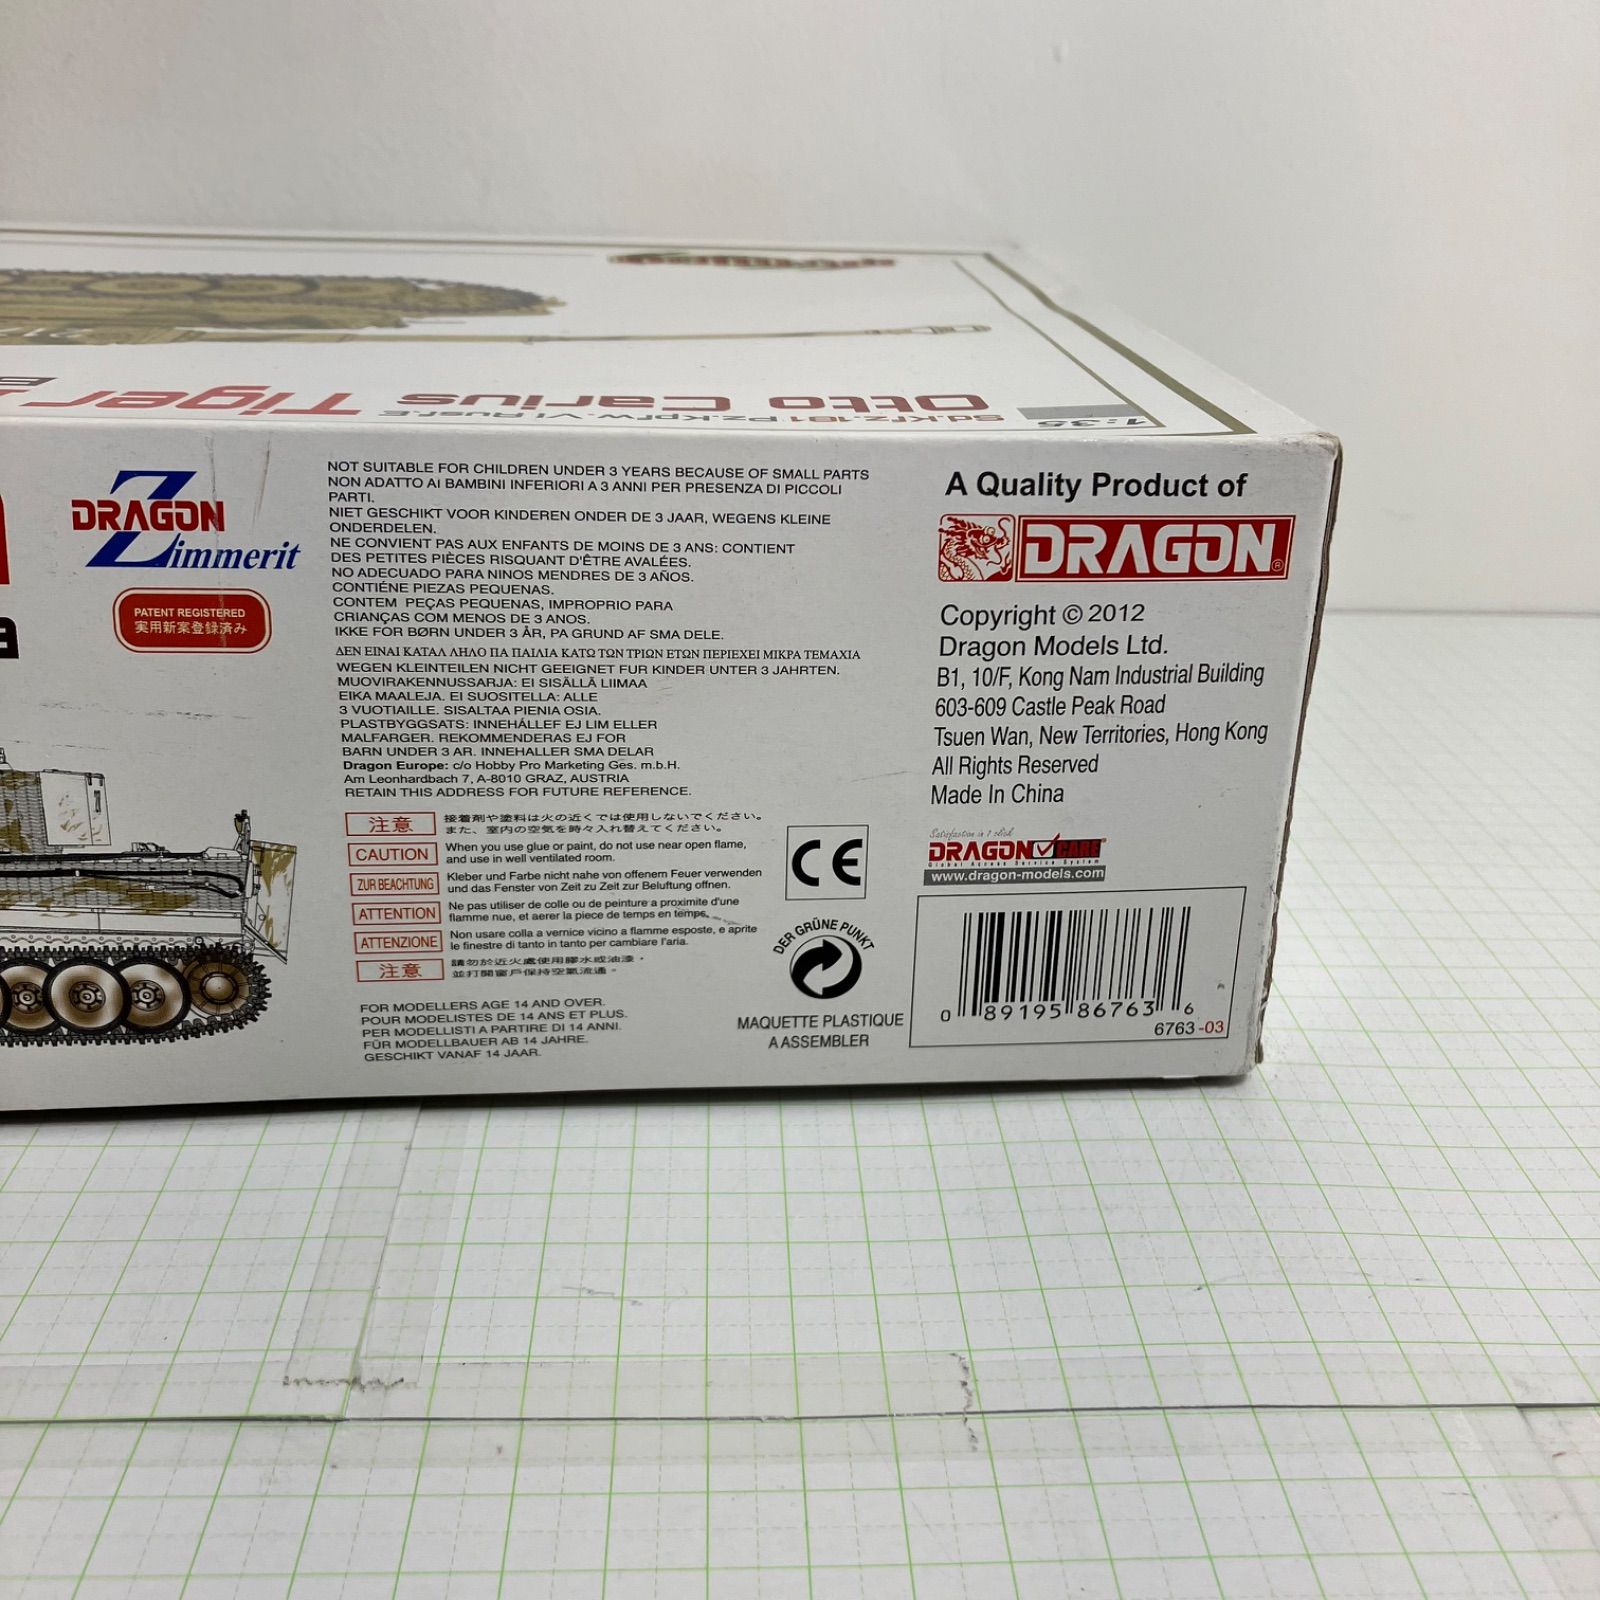 217
1:35
Sd.Kfz.181 Pz.Kpfw.VI Ausf.E
Otto Carius Tiger
DRAGON
Zimmerit
PATENT REGISTERED
実用新案登録済み
NOT SUITABLE FOR CHILDREN UNDER 3 YEARS BECAUSE OF SMALL PARTS
NON ADATTO AI BAMBINI INFERIORI A 3 ANNI PER PRESENZA DI PICCOLI
PARTI.
NIET GESCHIKT VOOR KINDEREN ONDER DE 3 JAAR, WEGENS KLEINE
ONDERDELEN.
NE CONVIENT PAS AUX ENFANTS DE MOINS DE 3 ANS: CONTIENT
DES PETITES PIÈCES RISQUANT D'ÊTRE AVALÉES.
NO ADECUADO PARA NINOS MENDRES DE 3 AÑOS.
CONTIÉNE PIEZAS PEQUENAS.
CONTEM PEÇAS PEQUENAS, IMPROPRIO PARA
CRIANÇAS COM MENOS DE 3 ANOS.
IKKE FOR BØRN UNDER 3 ÅR, PA GRUND AF SMA DELE.
ΔΕΝ ΕΙΝΑΙ ΚΑΤΑΛ ΛΗΛΟ ΠΑ ΠΑΙΛΙΑ ΚΑΤΩ ΤΩΝ ΤΡΙΩΝ ΕΤΩΝ ΠΕΡΙΕΧΕΙ ΜΙΚΡΑ ΤΕΜΑΧΙΑ
WEGEN KLEINTEILEN NICHT GEEIGNET FUR KINDER UNTER 3 JAHRTEN.
MUOVIRAKENNUSSARJA: EI SISÄLLÄ LIIMAA
EIKA MAALEJA. EI SUOSITELLA: ALLE
3 VUOTIAILLE. SISALTAA PIENIA OSIA.
PLASTBYGGSATS: INNEHÁLLEF EJ LIM ELLER
MALFARGER. REKOMMENDERAS EJ FOR
BARN UNDER 3 AR. INNEHALLER SMA DELAR
Dragon Europe: c/o Hobby Pro Marketing Ges. m.b.H.
Am Leonhardbach 7, A-8010 GRAZ, AUSTRIA
RETAIN THIS ADDRESS FOR FUTURE REFERENCE.
注意 接着剤や塗料は火の近くでは使用しないでください。
また、室内の空気を時々入れ替えてください。
CAUTION When you use glue or paint, do not use near open flame,
and use in well ventilated room.
ZUR BEACHTUNG Kleber und Farbe nicht nahe von offenem Feuer verwenden
und das Fenster von Zeit zu Zeit zur Beluftung offnen.
ATTENTION Ne pas utiliser de colle ou de peinture a proximite d'une
flamme nue, et aerer la piece de temps en temps.
ATTENZIONE Non usare colla a vernice vicino a flamme esposte, e aprite
le finestre di tanto in tanto per cambiare l'aria.
注意 請勿於近火處使用膠水或油漆，
並打開窗戶保持空氣流通。
FOR MODELLERS AGE 14 AND OVER.
POUR MODELISTES DE 14 ANS ET PLUS.
PER MODELLISTI A PARTIRE DI 14 ANNI.
FÜR MODELLBAUER AB 14 JAHRE.
GESCHIKT VANAF 14 JAAR.
CE
DER GRÜNE PUNKT
MAQUETTE PLASTIQUE
A ASSEMBLER
A Quality Product of
DRAGON®
Copyright © 2012
Dragon Models Ltd.
B1, 10/F, Kong Nam Industrial Building
603-609 Castle Peak Road
Tsuen Wan, New Territories, Hong Kong
All Rights Reserved
Made In China
Satisfaction in 1 click
DRAGON CARE
Global Access Service System
www.dragon-models.com
0 89195 86763 6
6763-03